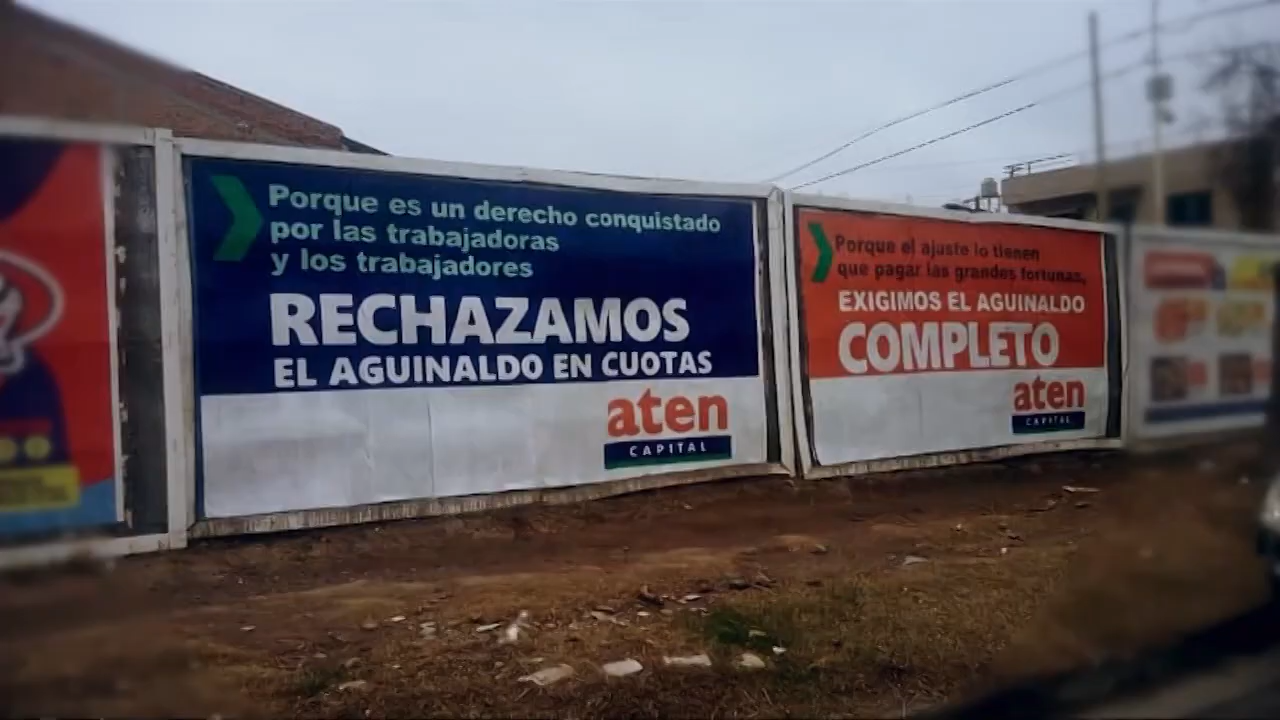 Porque es un derecho conquistado
por las trabajadoras
y los trabajadores
RECHAZAMOS
EL AGUINALDO EN CUOTAS
aten
CAPITAL
Porque el ajuste lo tienen
que pagar las grandes fortunas,
EXIGIMOS EL AGUINALDO
COMPLETO
aten
CAPITAL